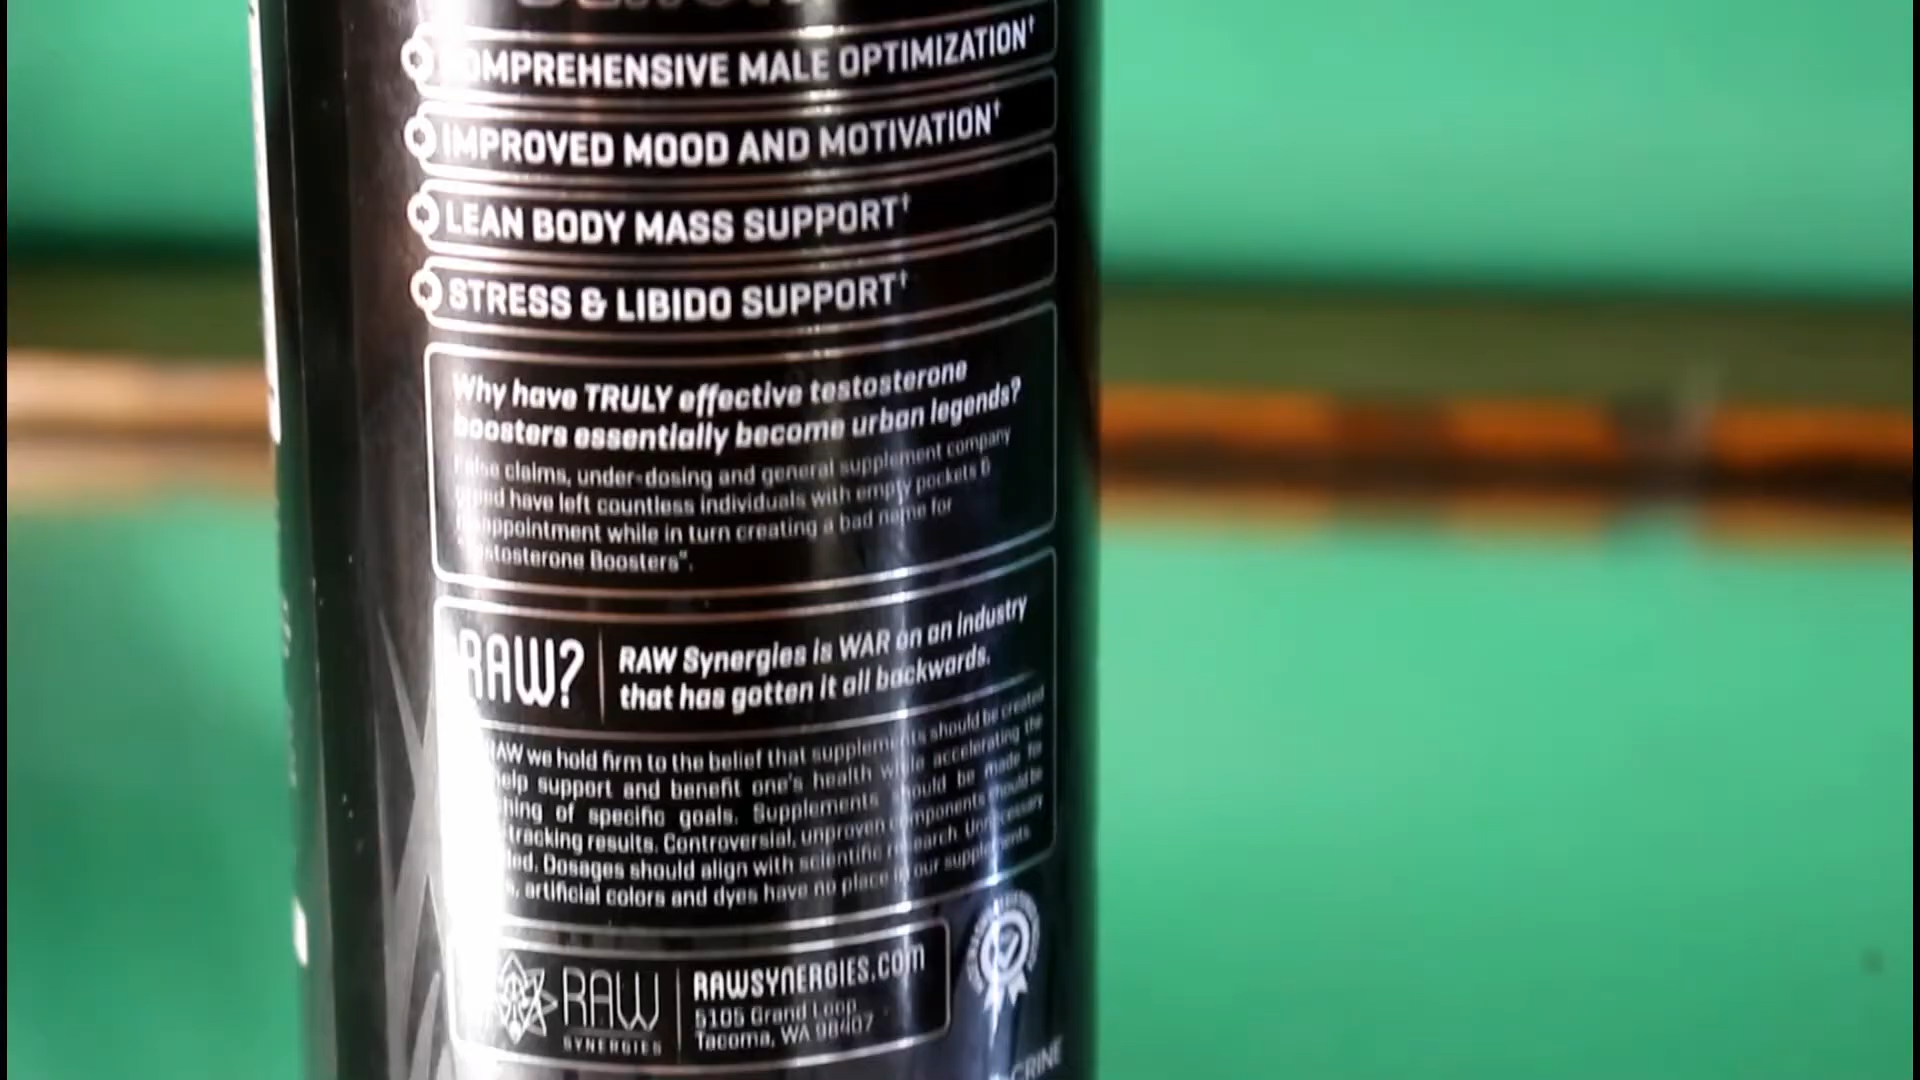 COMPREHENSIVE MALE OPTIMIZATION†
IMPROVED MOOD AND MOTIVATION†
LEAN BODY MASS SUPPORT†
STRESS & LIBIDO SUPPORT†
Why have TRULY effective testosterone
boosters essentially become urban legends?
False claims, under-dosing and general supplement company
greed have left countless individuals with empty pockets &
disappointment while in turn creating a bad name for
"Testosterone Boosters".
RAW?
RAW Synergies is WAR on an industry
that has gotten it all backwards.
RAW we hold firm to the belief that supplements should be created
help support and benefit one's health while accelerating the
of specific goals. Supplements should be made
tracking results. Controversial, unproven components should be
Dosages should align with scientific research. Unnecessary
artificial colors and dyes have no place in our supplements
RAW
SYNERGIES
RAWSYNERGIES.COM
5105 Grand Loop
Tacoma, WA 98407